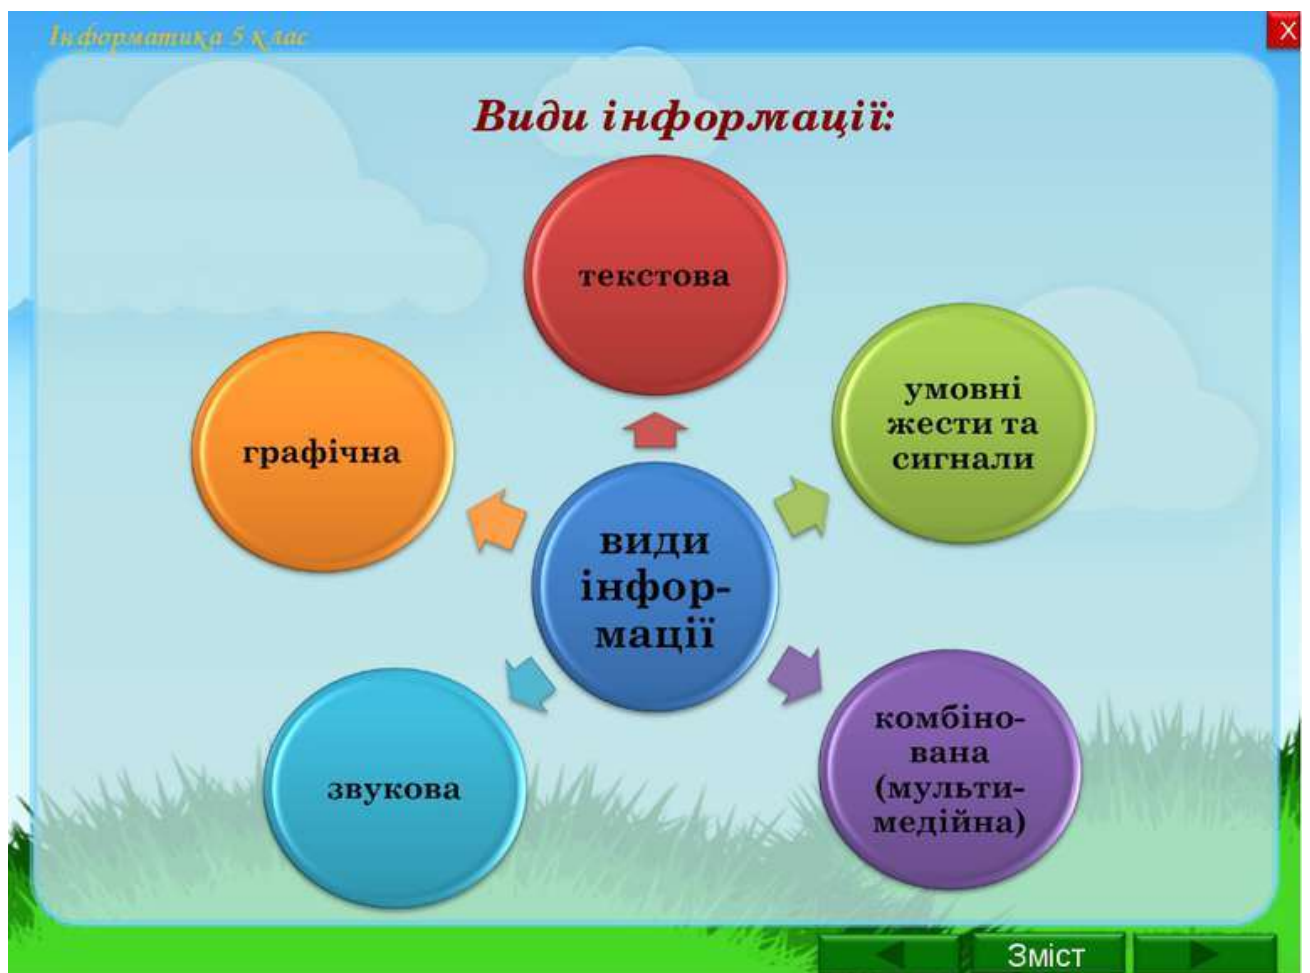 Інформатика 5 клас
X
Види інформації:
текстова
умовні
жести та
сигнали
графічна
види
інфор-
мації
комбіно-
вана
(мульти-
медійна)
звукова
Зміст